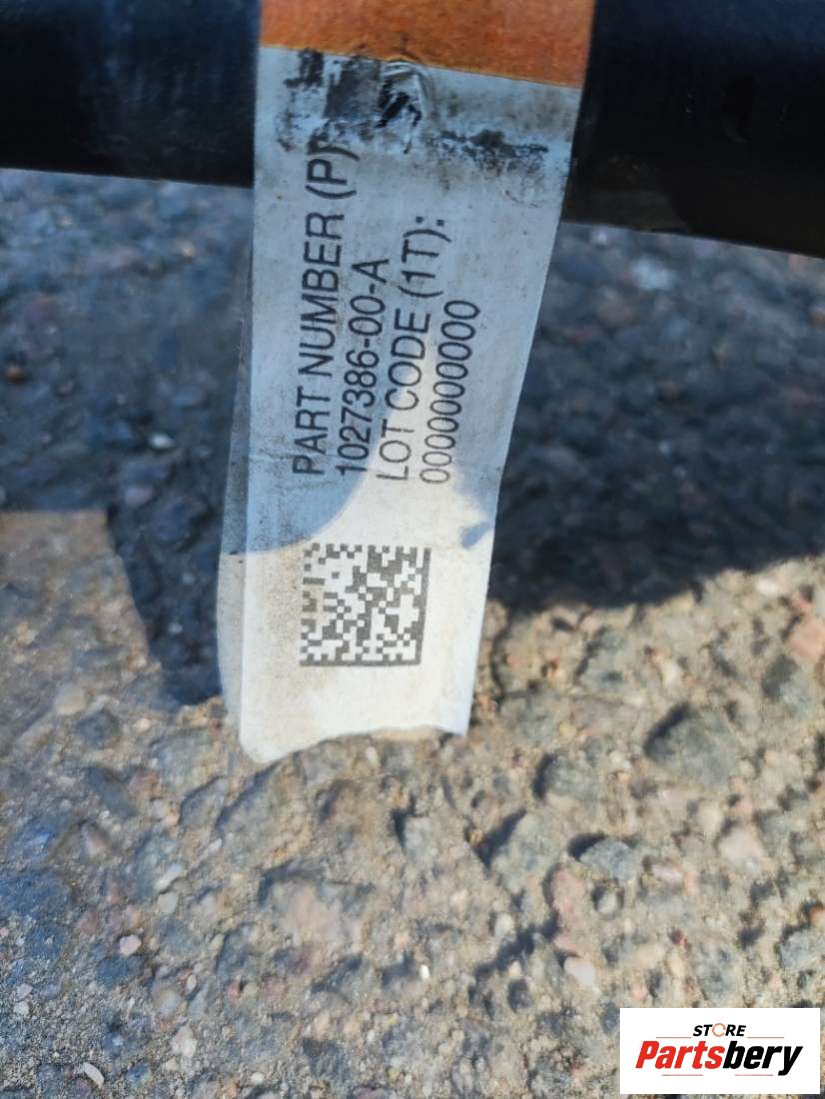 PART NUMBER (P)
1027386-00-A
LOT CODE (1T):
0000000000
STORE
Partsbery